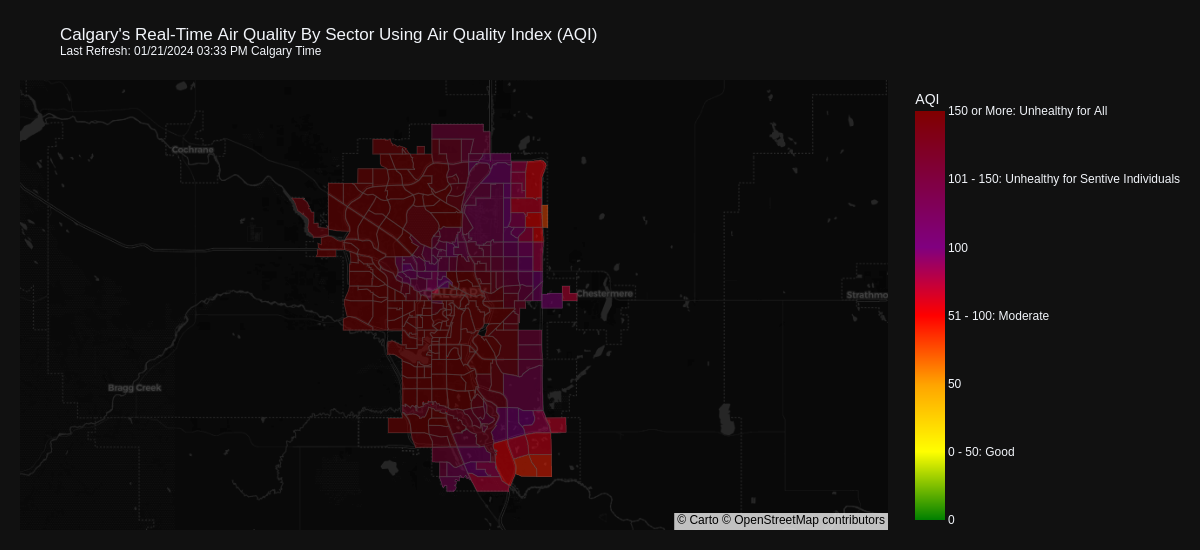 Calgary's Real-Time Air Quality By Sector Using Air Quality Index (AQI)
Last Refresh: 01/21/2024 03:33 PM Calgary Time
AQI
150 or More: Unhealthy for All
Cochrane
101 - 150: Unhealthy for Sentive Individuals
100
CALGARY
Chestermere
Strathmo
51 - 100: Moderate
50
Bragg Creek
0 - 50: Good
0
© Carto © OpenStreetMap contributors